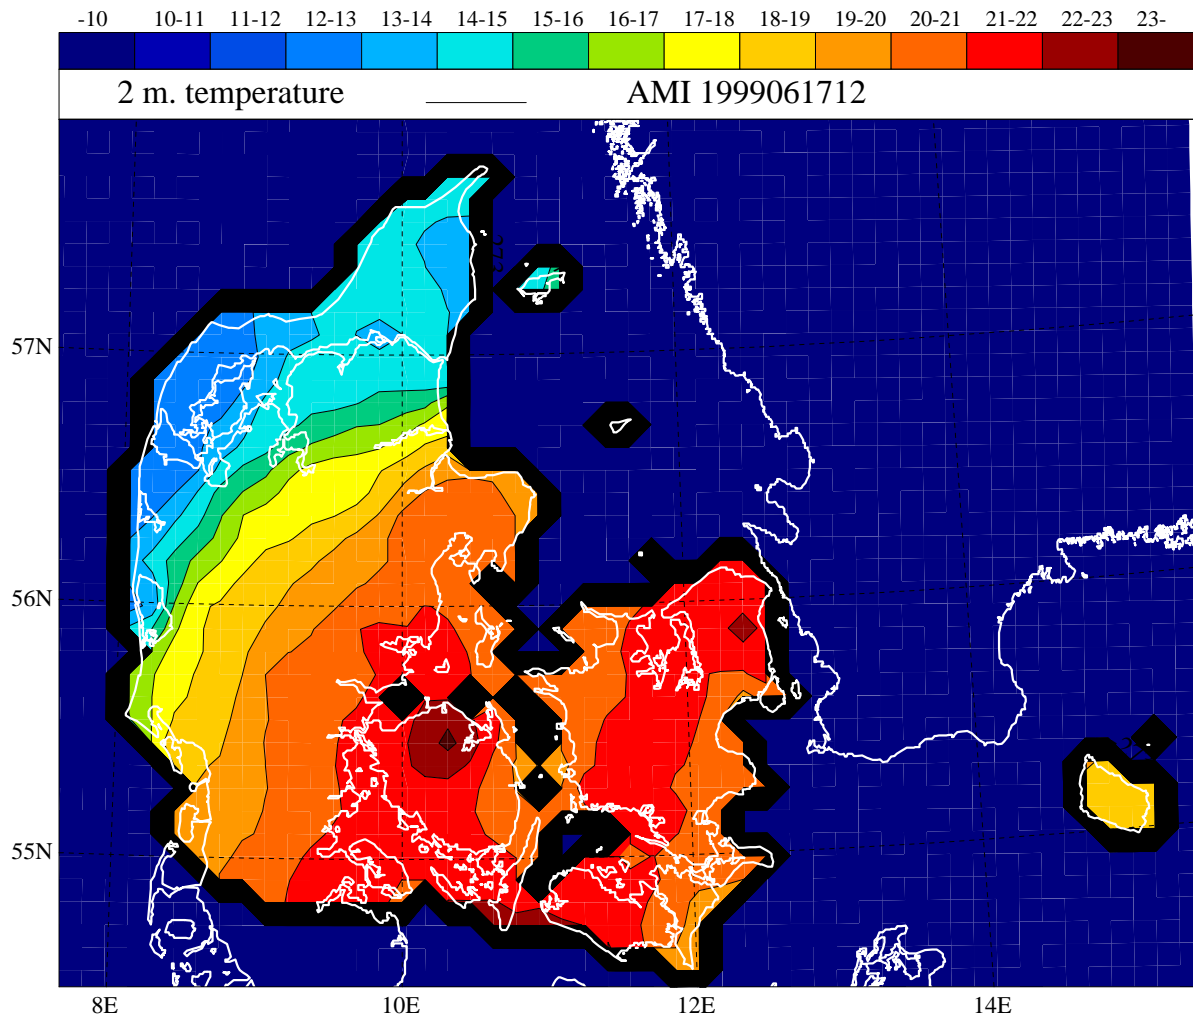 -10 10-11 11-12 12-13 13-14 14-15 15-16 16-17 17-18 18-19 19-20 20-21 21-22 22-23 23-
2 m. temperature AMI 1999061712
57N
56N
55N
8E 10E 12E 14E